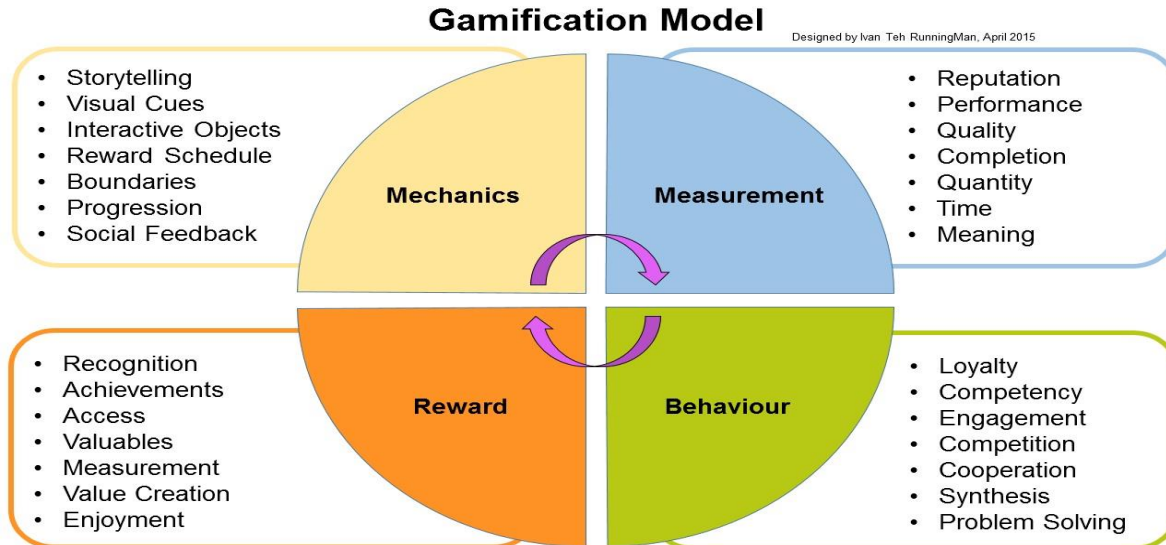 Gamification Model
Designed by Ivan Teh RunningMan, April 2015
• Storytelling
• Visual Cues
• Interactive Objects
• Reward Schedule
• Boundaries
• Progression
• Social Feedback
Mechanics
Measurement
• Reputation
• Performance
• Quality
• Completion
• Quantity
• Time
• Meaning
• Recognition
• Achievements
• Access
• Valuables
• Measurement
• Value Creation
• Enjoyment
Reward
Behaviour
• Loyalty
• Competency
• Engagement
• Competition
• Cooperation
• Synthesis
• Problem Solving